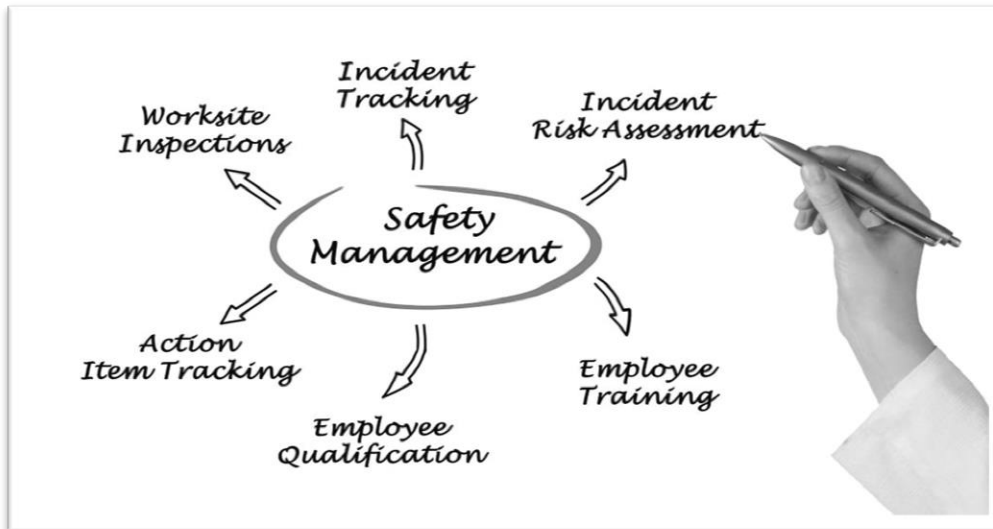 Incident
Tracking
Incident
Risk Assessment
Worksite
Inspections
Safety
Management
Action
Item Tracking
Employee
Training
Employee
Qualification